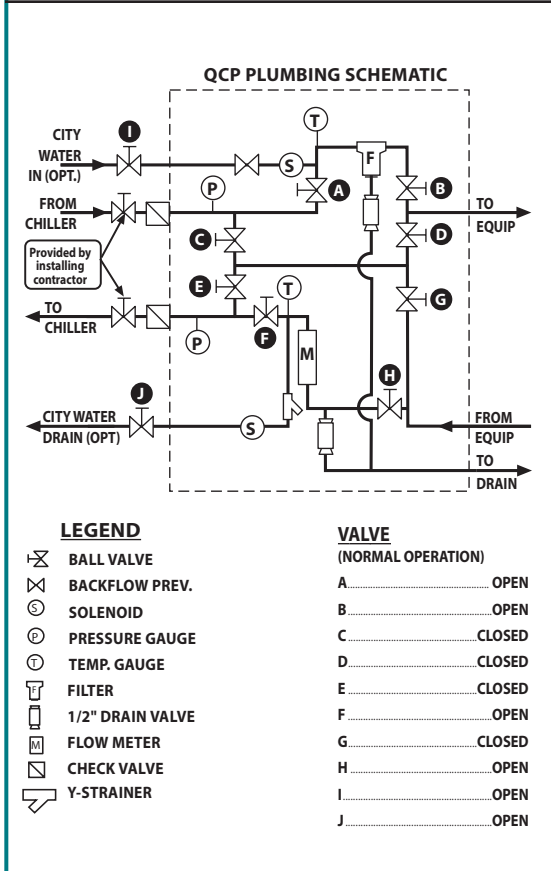 QCP PLUMBING SCHEMATIC
CITY
WATER
IN (OPT.)
I
T
S
A
F
B
FROM
CHILLER
P
TO
EQUIP
C
D
Provided by
installing
contractor
E
T
G
TO
CHILLER
P
F
M
H
J
CITY WATER
DRAIN (OPT)
S
FROM
EQUIP
TO
DRAIN
LEGEND
BALL VALVE
BACKFLOW PREV.
S SOLENOID
P PRESSURE GAUGE
T TEMP. GAUGE
F FILTER
1/2" DRAIN VALVE
M FLOW METER
CHECK VALVE
Y-STRAINER
VALVE
(NORMAL OPERATION)
A OPEN
B OPEN
C CLOSED
D CLOSED
E CLOSED
F OPEN
G CLOSED
H OPEN
I OPEN
J OPEN